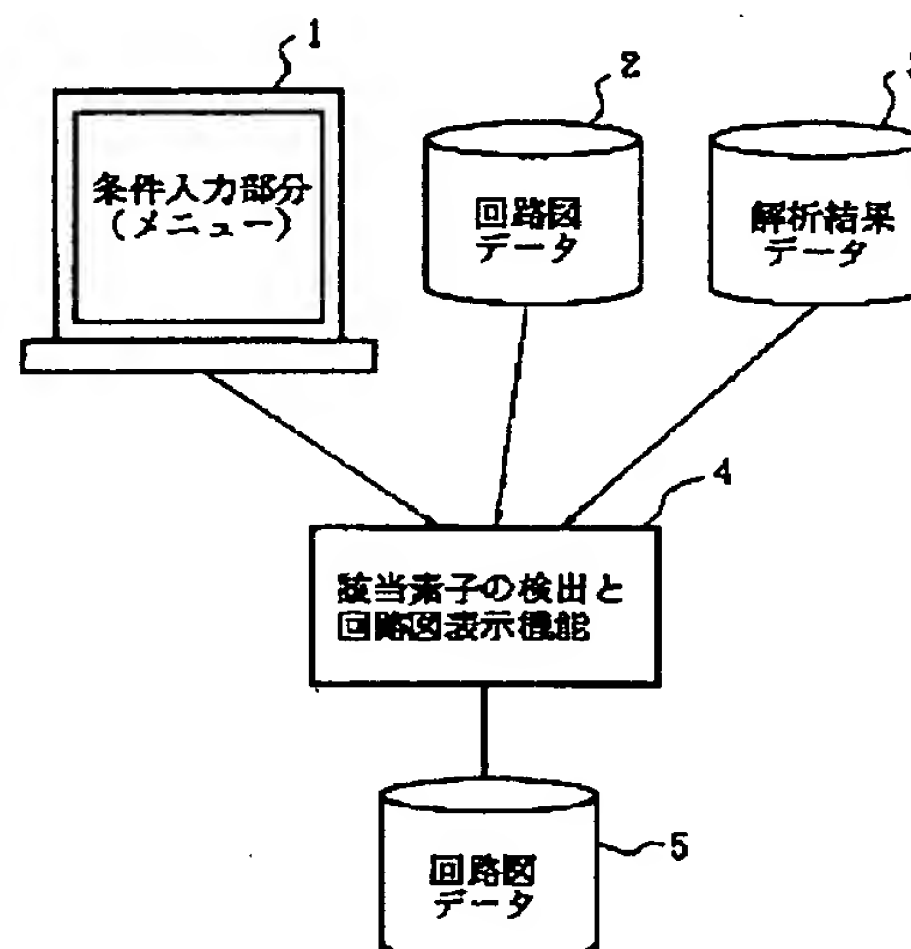 1
条件入力部分
(メニュー)
2
回路図
データ
解析結果
データ
4
該当素子の検出と
回路図表示機能
5
回路図
データ